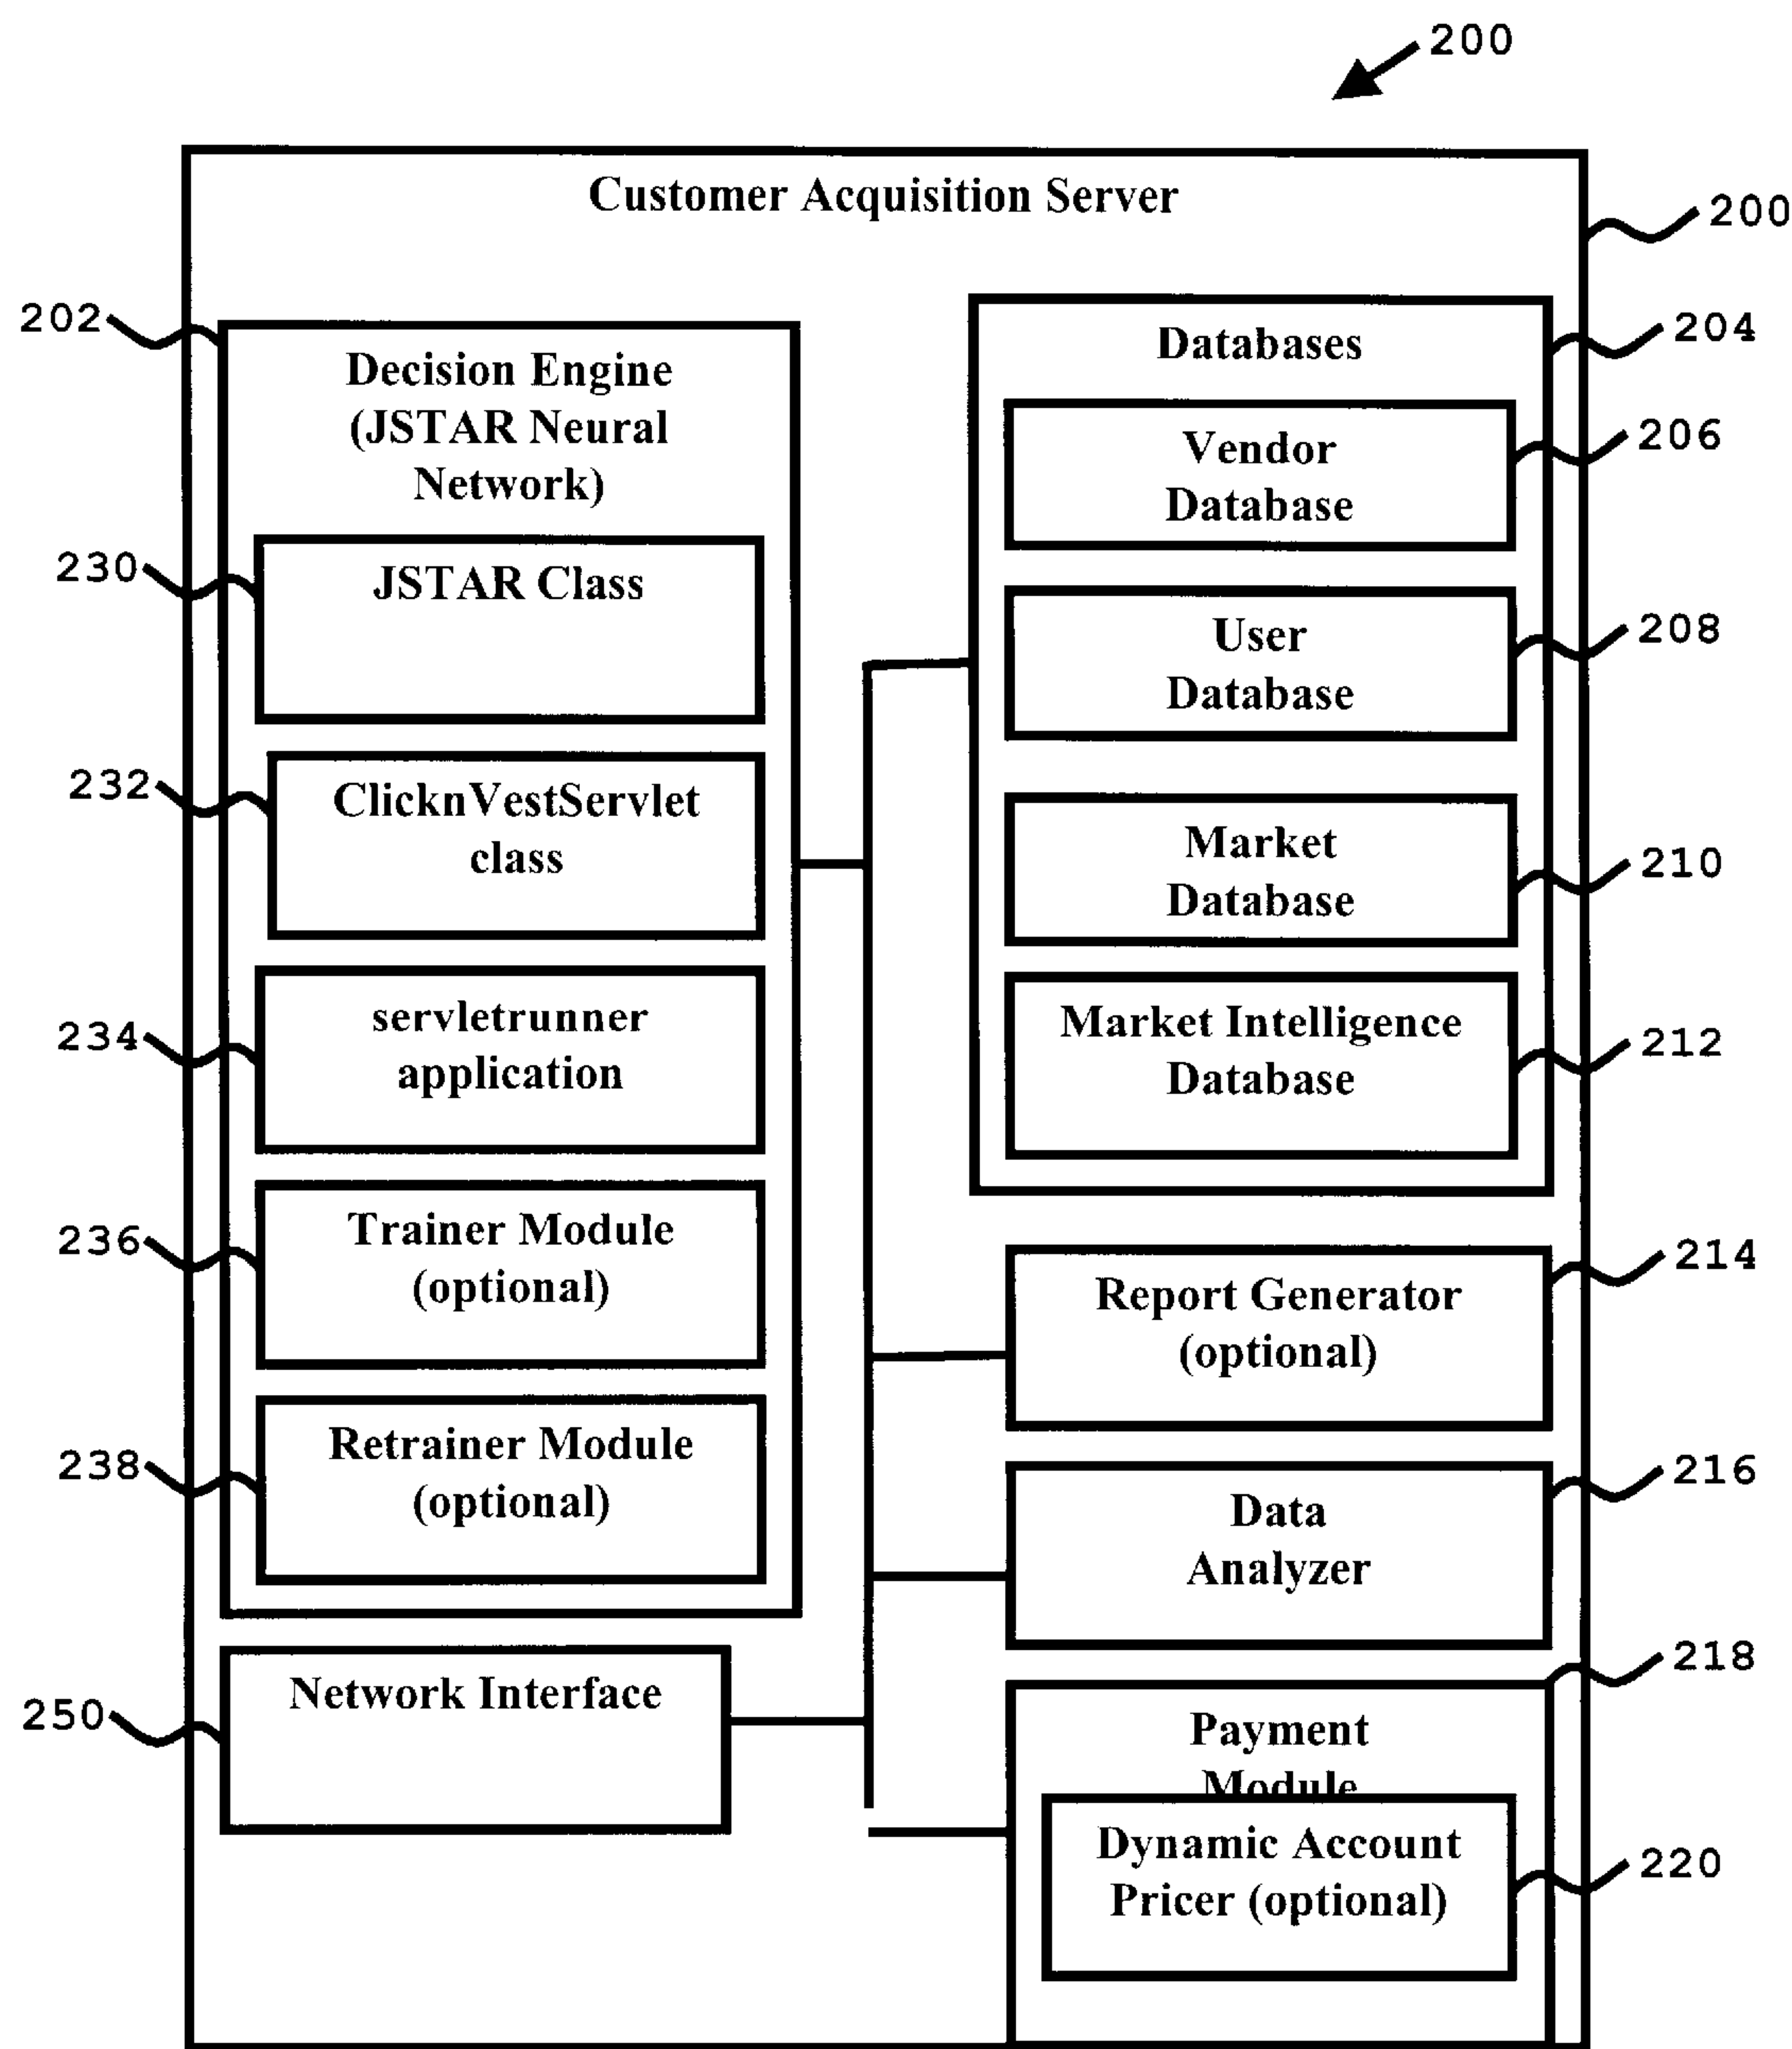 200
Customer Acquisition Server
200
202
Decision Engine
(JSTAR Neural
Network)
230
JSTAR Class
232
ClicknVestServlet
class
234
servletrunner
application
236
Trainer Module
(optional)
238
Retrainer Module
(optional)
250
Network Interface
Databases
204
Vendor
Database
206
User
Database
208
Market
Database
210
Market Intelligence
Database
212
Report Generator
(optional)
214
Data
Analyzer
216
Payment
Module
218
Dynamic Account
Pricer (optional)
220